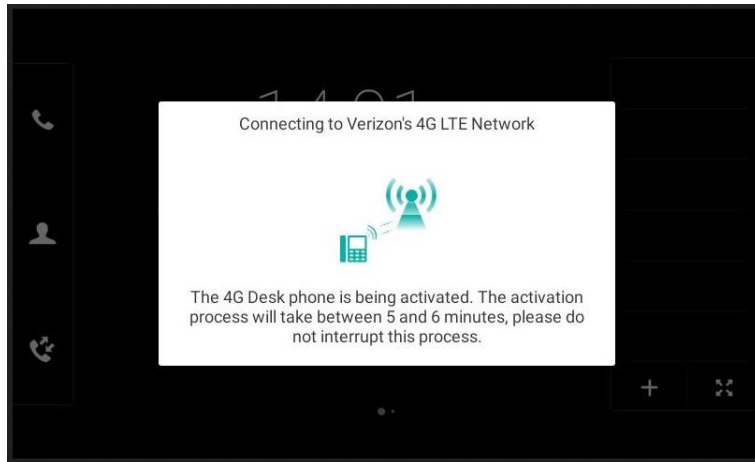 Connecting to Verizon's 4G LTE Network
The 4G Desk phone is being activated. The activation
process will take between 5 and 6 minutes, please do
not interrupt this process.